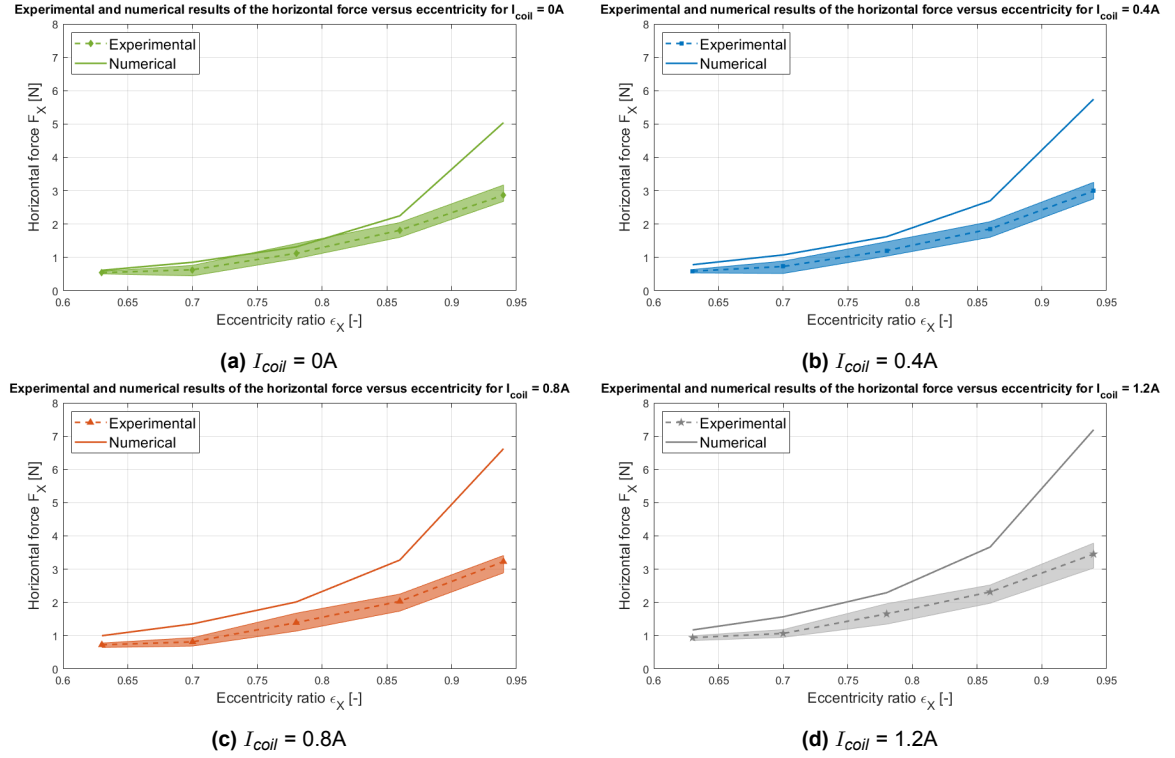 Experimental and numerical results of the horizontal force versus eccentricity for I_coil = 0A
8
7
6
5
4
3
2
1
0
Horizontal force F_X [N]
Experimental
Numerical
0.6 0.65 0.7 0.75 0.8 0.85 0.9 0.95
Eccentricity ratio ϵ_X [-]
(a) I_coil = 0A
Experimental and numerical results of the horizontal force versus eccentricity for I_coil = 0.4A
8
7
6
5
4
3
2
1
0
Horizontal force F_X [N]
Experimental
Numerical
0.6 0.65 0.7 0.75 0.8 0.85 0.9 0.95
Eccentricity ratio ϵ_X [-]
(b) I_coil = 0.4A
Experimental and numerical results of the horizontal force versus eccentricity for I_coil = 0.8A
8
7
6
5
4
3
2
1
0
Horizontal force F_X [N]
Experimental
Numerical
0.6 0.65 0.7 0.75 0.8 0.85 0.9 0.95
Eccentricity ratio ϵ_X [-]
(c) I_coil = 0.8A
Experimental and numerical results of the horizontal force versus eccentricity for I_coil = 1.2A
8
7
6
5
4
3
2
1
0
Horizontal force F_X [N]
Experimental
Numerical
0.6 0.65 0.7 0.75 0.8 0.85 0.9 0.95
Eccentricity ratio ϵ_X [-]
(d) I_coil = 1.2A